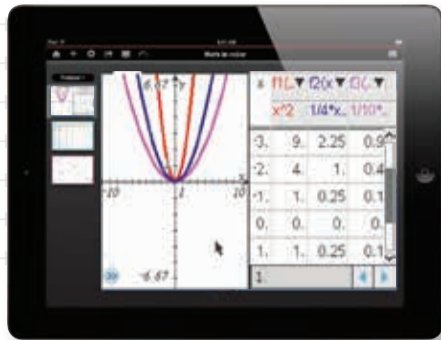 6.67 y
x f1(.▼ f2(x▼ f3(.▼
x^2 1/4*x.. 1/10*..
-3. 9. 2.25 0.9
-2. 4. 1. 0.4
-1. 1. 0.25 0.1
0. 0. 0. 0.
1. 1. 0.25 0.1
-10 1 x 10
1
-6.67
1.